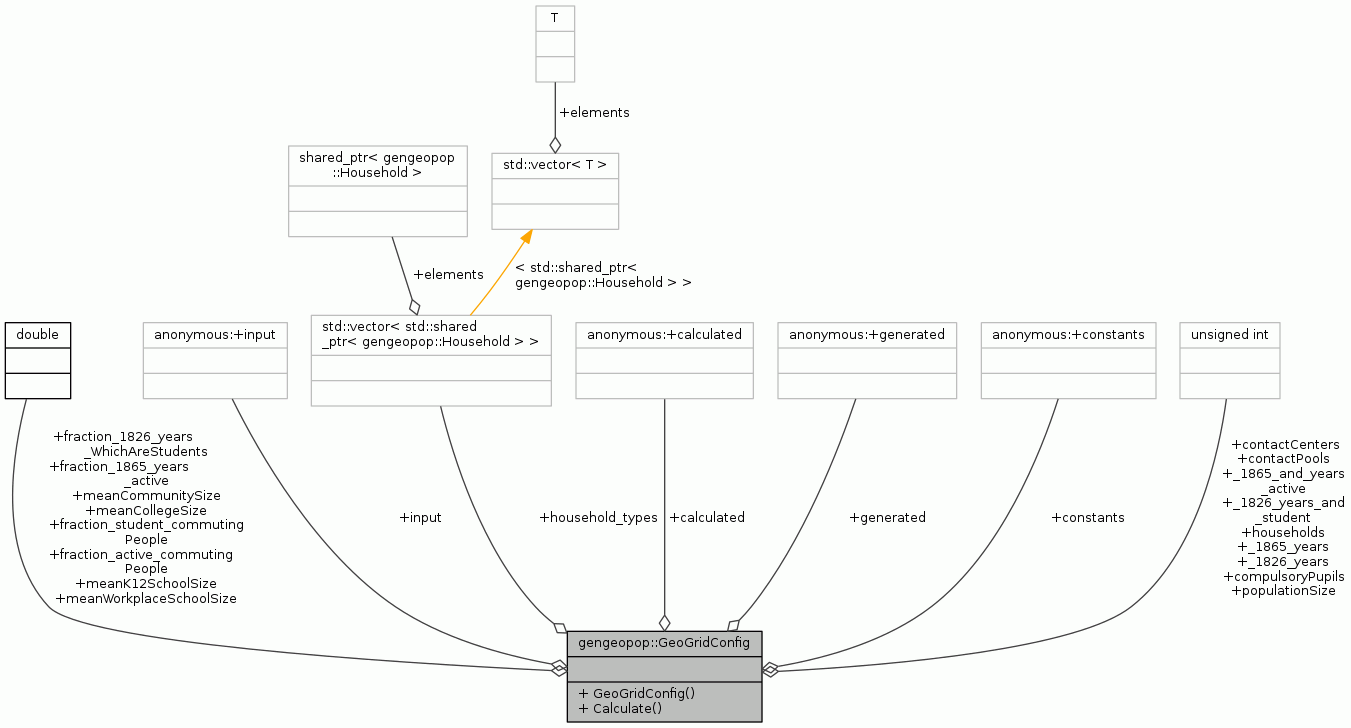 T
+elements
shared_ptr< gengeopop
::Household >
std::vector< T >
+elements
< std::shared_ptr<
gengeopop::Household > >
double
anonymous:+input
std::vector< std::shared
_ptr< gengeopop::Household > >
anonymous:+calculated
anonymous:+generated
anonymous:+constants
unsigned int
+fraction_1826_years
_WhichAreStudents
+fraction_1865_years
_active
+meanCommunitySize
+meanCollegeSize
+fraction_student_commuting
People
+fraction_active_commuting
People
+meanK12SchoolSize
+meanWorkplaceSchoolSize
+input
+household_types
+calculated
+generated
+constants
+contactCenters
+contactPools
+_1865_and_years
_active
+_1826_years_and
_student
+households
+_1865_years
+_1826_years
+compulsoryPupils
+populationSize
gengeopop::GeoGridConfig
+ GeoGridConfig()
+ Calculate()